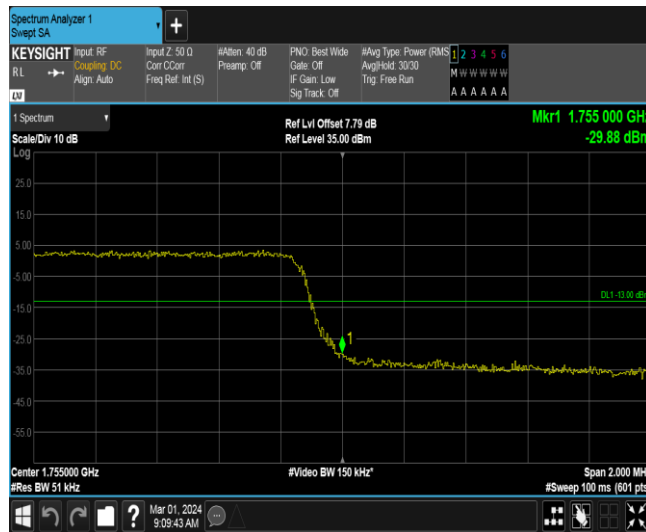 Spectrum Analyzer 1
Swept SA
+
KEYSIGHT
RL
LXI
Input: RF
Coupling: DC
Align: Auto
Input Z: 50 Ω
Corr CCorr
Freq Ref: Int (S)
#Atten: 40 dB
Preamp: Off
PNO: Best Wide
Gate: Off
IF Gain: Low
Sig Track: Off
#Avg Type: Power (RMS
Avg|Hold: 30/30
Trig: Free Run
1 2 3 4 5 6
M W W W W W
A A A A A A
1 Spectrum
Scale/Div 10 dB
Ref Lvl Offset 7.79 dB
Ref Level 35.00 dBm
Mkr1 1.755 000 GHz
-29.88 dBm
Log
25.0
15.0
5.00
-5.00
-15.0
-25.0
-35.0
-45.0
-55.0
DL1 -13.00 dBm
1
Center 1.755000 GHz
#Res BW 51 kHz
#Video BW 150 kHz*
Span 2.000 MHz
#Sweep 100 ms (601 pts)
?
Mar 01, 2024
9:09:43 AM